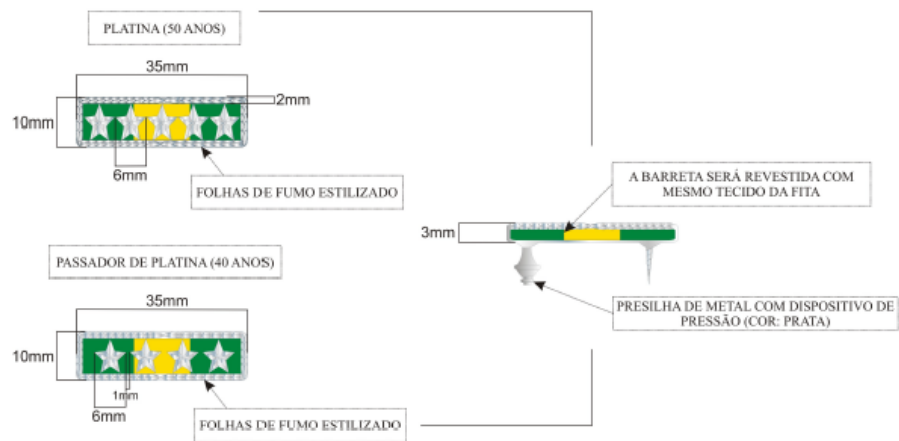 PLATINA (50 ANOS)
35mm
2mm
10mm
6mm
FOLHAS DE FUMO ESTILIZADO
A BARRETA SERÁ REVESTIDA COM
MESMO TECIDO DA FITA
3mm
PRESILHA DE METAL COM DISPOSITIVO DE
PRESSÃO (COR: PRATA)
PASSADOR DE PLATINA (40 ANOS)
35mm
10mm
1mm
6mm
FOLHAS DE FUMO ESTILIZADO